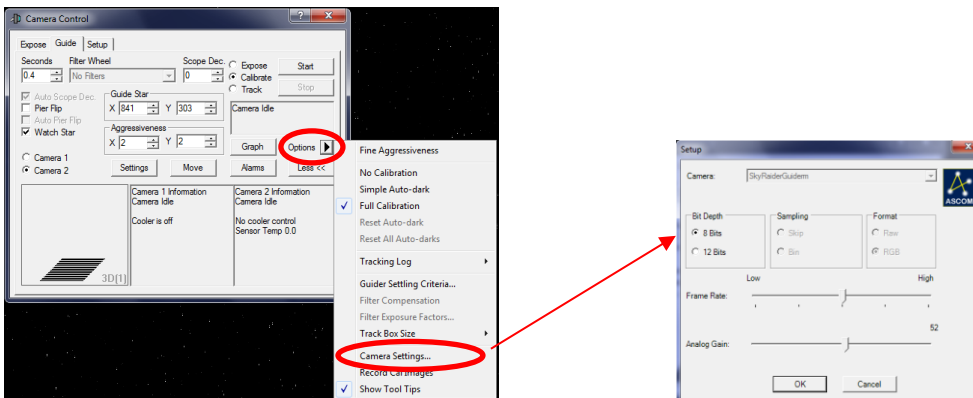 Camera Control
Expose Guide Setup
Seconds Filter Wheel Scope Dec.
0.4 No Filters 0
Expose
Calibrate
Track
Start
Stop
Auto Scope Dec.
Pier Flip
Auto Pier Flip
Watch Star
Guide Star
X 841 Y 303
Aggressiveness
X 2 Y 2
Camera Idle
Graph Options
Camera 1
Camera 2
Settings Move Alarms Less <<
3D[1]
Camera 1 Information
Camera Idle
Cooler is off
Camera 2 Information
Camera Idle
No cooler control
Sensor Temp 0.0
Fine Aggressiveness
No Calibration
Simple Auto-dark
Full Calibration
Reset Auto-dark
Reset All Auto-darks
Tracking Log
Guider Settling Criteria...
Filter Compensation
Filter Exposure Factors...
Track Box Size
Camera Settings...
Record Cal Images
Show Tool Tips
Setup
Camera: SkyRaiderGuiderm
ASCOM
Bit Depth
8 Bits
12 Bits
Sampling
Skip
Bin
Format
Raw
RGB
Low High
Frame Rate:
52
Analog Gain:
OK Cancel